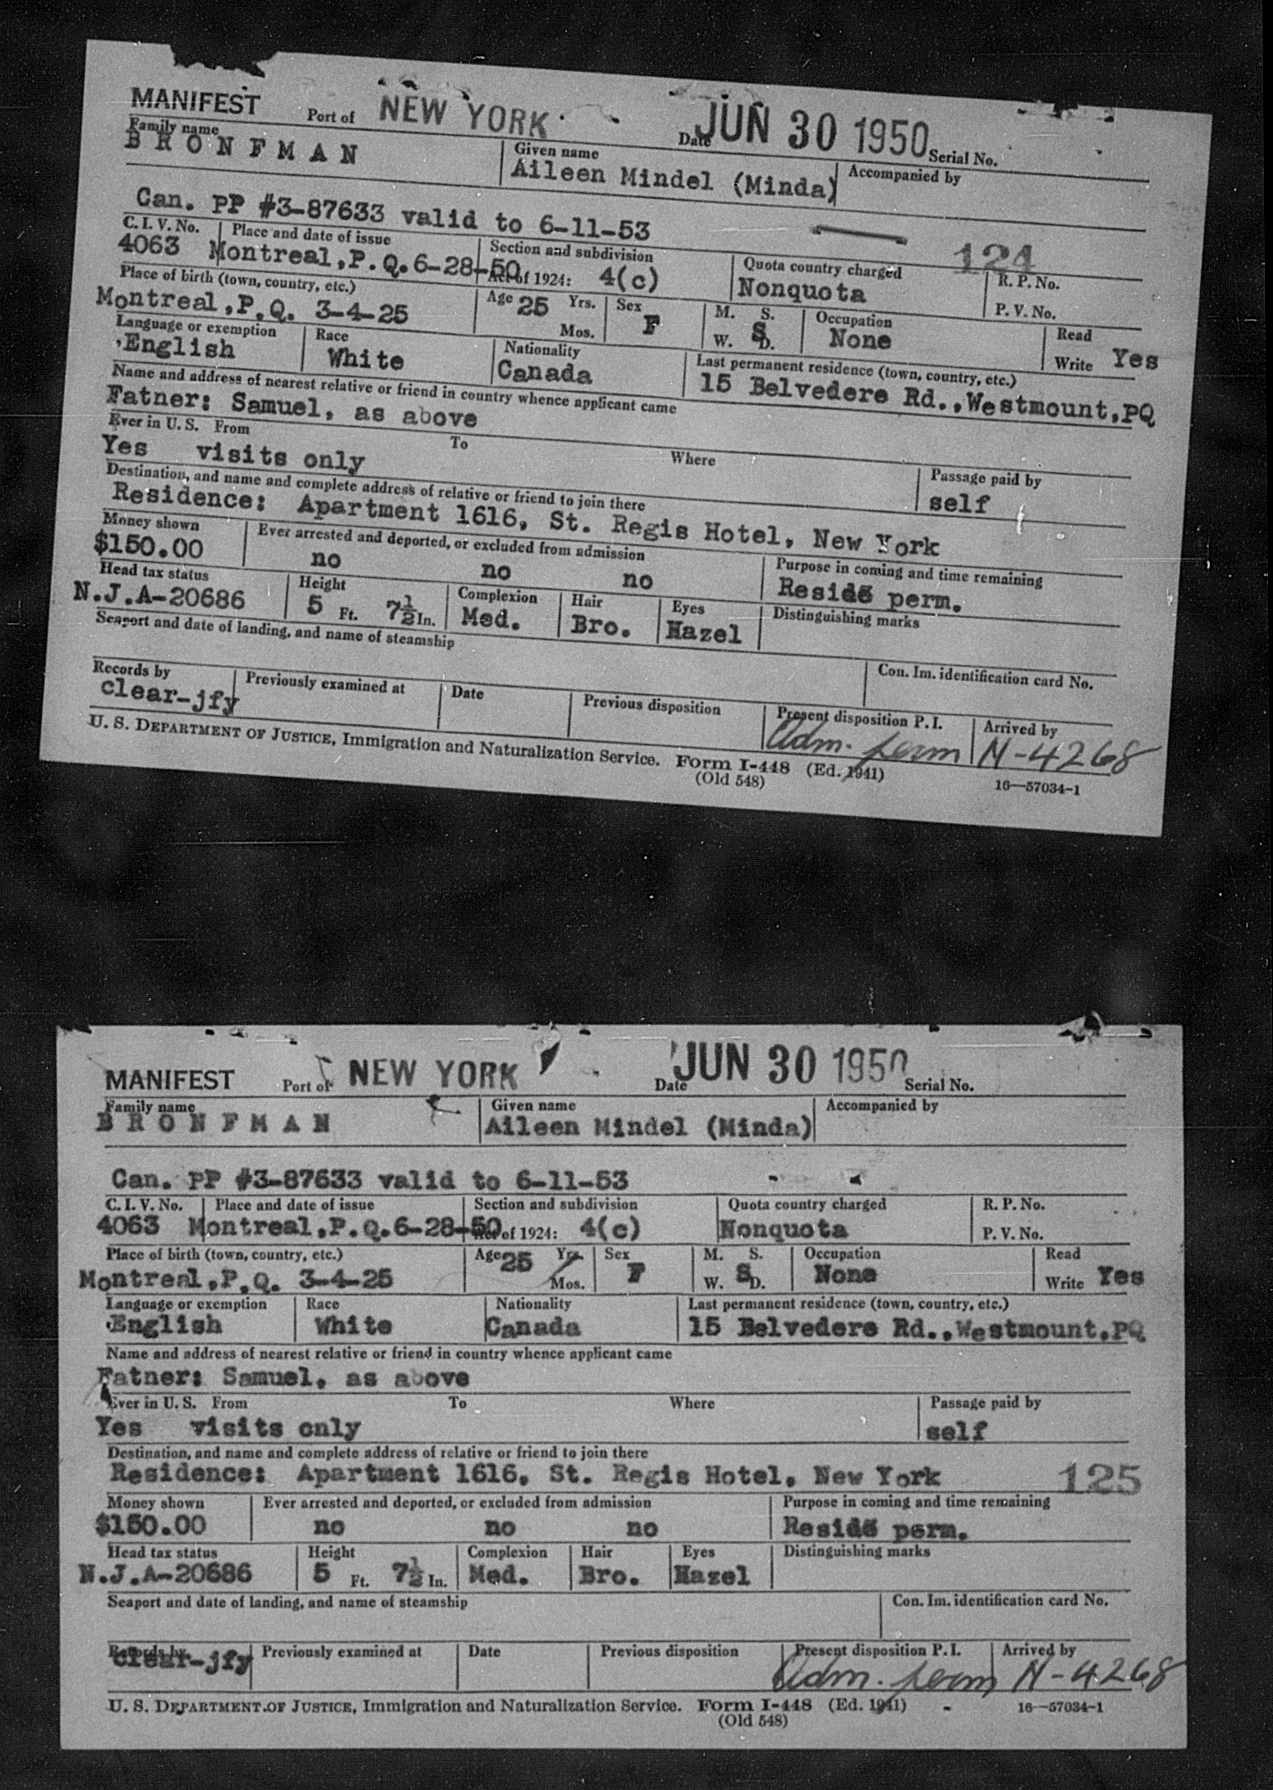 MANIFEST Port of NEW YORK Date JUN 30 1950 Serial No.
Family name Given name Accompanied by
BRONFMAN Aileen Mindel (Minda)
Can. PP #3-87633 valid to 6-11-53
124
C. I. V. No. Place and date of issue Section and subdivision Quota country charged R. P. No.
4063 Montreal,P.Q.6-28-50 Act of 1924: 4(c) Nonquota P. V. No.
Place of birth (town, country, etc.) Age 25 Yrs. Sex M. S. Occupation Read
Montreal,P.Q. 3-4-25 Mos. F W. S D. None Write Yes
Language or exemption Race Nationality Last permanent residence (town, country, etc.)
English White Canada 15 Belvedere Rd.,Westmount,PQ
Name and address of nearest relative or friend in country whence applicant came
Fatner: Samuel, as above
Ever in U. S. From To Where Passage paid by
Yes visits only self
Destination, and name and complete address of relative or friend to join there
Residence: Apartment 1616, St. Regis Hotel, New York
Money shown Ever arrested and deported, or excluded from admission Purpose in coming and time remaining
$150.00 no no no Reside perm.
Head tax status Height Complexion Hair Eyes Distinguishing marks
N.J.A-20686 5 Ft. 7½ In. Med. Bro. Hazel
Seaport and date of landing, and name of steamship Con. Im. identification card No.
Records by Previously examined at Date Previous disposition Present disposition P. I. Arrived by
clear-jfy Adm. perm N-4268
U. S. DEPARTMENT OF JUSTICE, Immigration and Naturalization Service. Form I-448 (Ed. 1941) 16—57034-1
(Old 548)
MANIFEST Port of NEW YORK Date JUN 30 1950 Serial No.
Family name Given name Accompanied by
BRONFMAN Aileen Mindel (Minda)
Can. PP #3-87633 valid to 6-11-53
C. I. V. No. Place and date of issue Section and subdivision Quota country charged R. P. No.
4063 Montreal,P.Q.6-28-50 Act of 1924: 4(c) Nonquota P. V. No.
Place of birth (town, country, etc.) Age 25 Yrs. Sex M. S. Occupation Read
Montreal,P.Q. 3-4-25 Mos. F W. S D. None Write Yes
Language or exemption Race Nationality Last permanent residence (town, country, etc.)
English White Canada 15 Belvedere Rd.,Westmount,PQ
Name and address of nearest relative or friend in country whence applicant came
Fatner: Samuel, as above
Ever in U. S. From To Where Passage paid by
Yes visits only self
Destination, and name and complete address of relative or friend to join there
Residence: Apartment 1616, St. Regis Hotel, New York 125
Money shown Ever arrested and deported, or excluded from admission Purpose in coming and time remaining
$150.00 no no no Reside perm.
Head tax status Height Complexion Hair Eyes Distinguishing marks
N.J.A-20686 5 Ft. 7½ In. Med. Bro. Hazel
Seaport and date of landing, and name of steamship Con. Im. identification card No.
Records by Previously examined at Date Previous disposition Present disposition P. I. Arrived by
clear-jfy Adm. perm N-4268
U. S. DEPARTMENT OF JUSTICE, Immigration and Naturalization Service. Form I-448 (Ed. 1941) 16—57034-1
(Old 548)